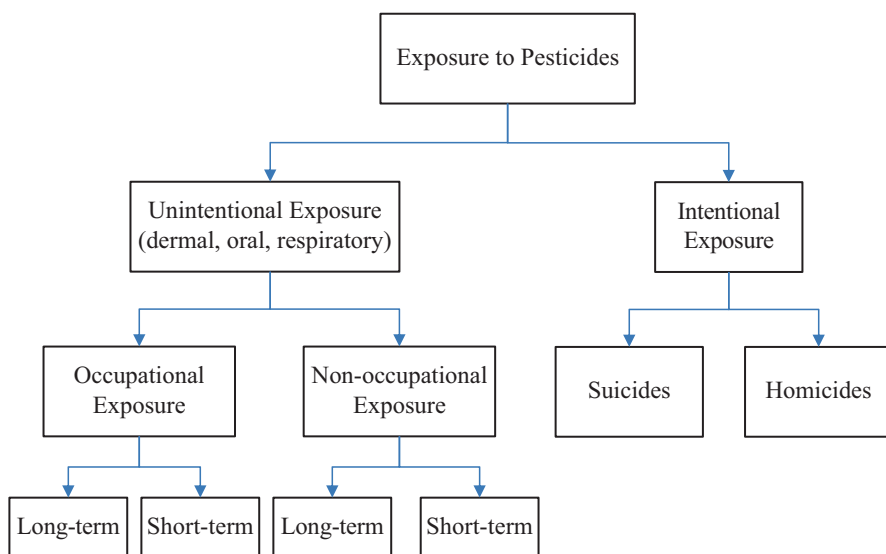 Exposure to Pesticides
Unintentional Exposure
(dermal, oral, respiratory)
Intentional
Exposure
Occupational
Exposure
Non-occupational
Exposure
Suicides
Homicides
Long-term
Short-term
Long-term
Short-term